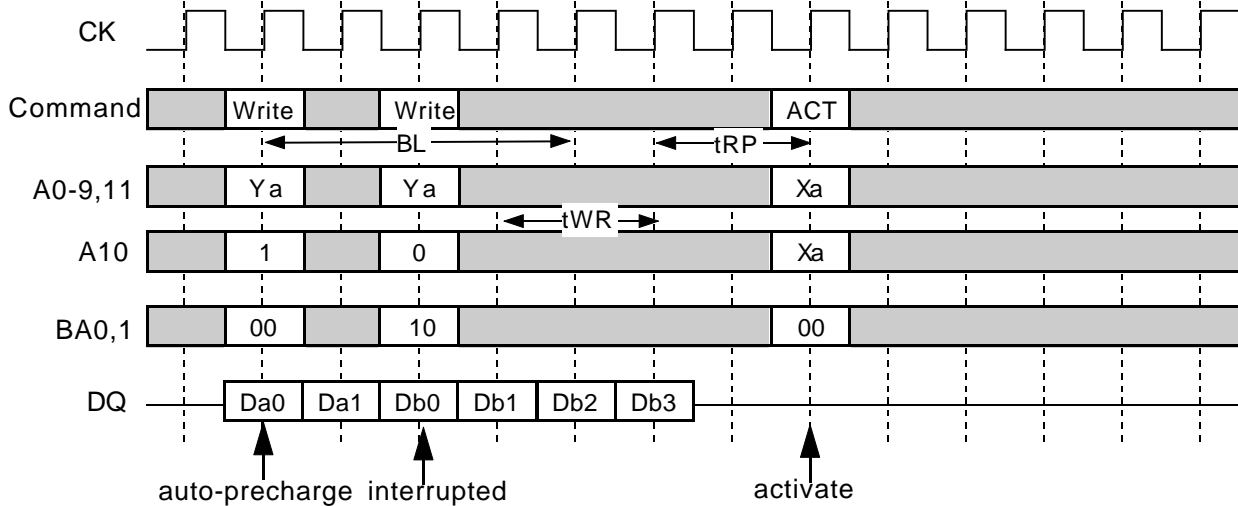 CK
Command Write Write ACT
BL tRP
A0-9,11 Ya Ya Xa
tWR
A10 1 0 Xa
BA0,1 00 10 00
DQ Da0 Da1 Db0 Db1 Db2 Db3
auto-precharge interrupted activate